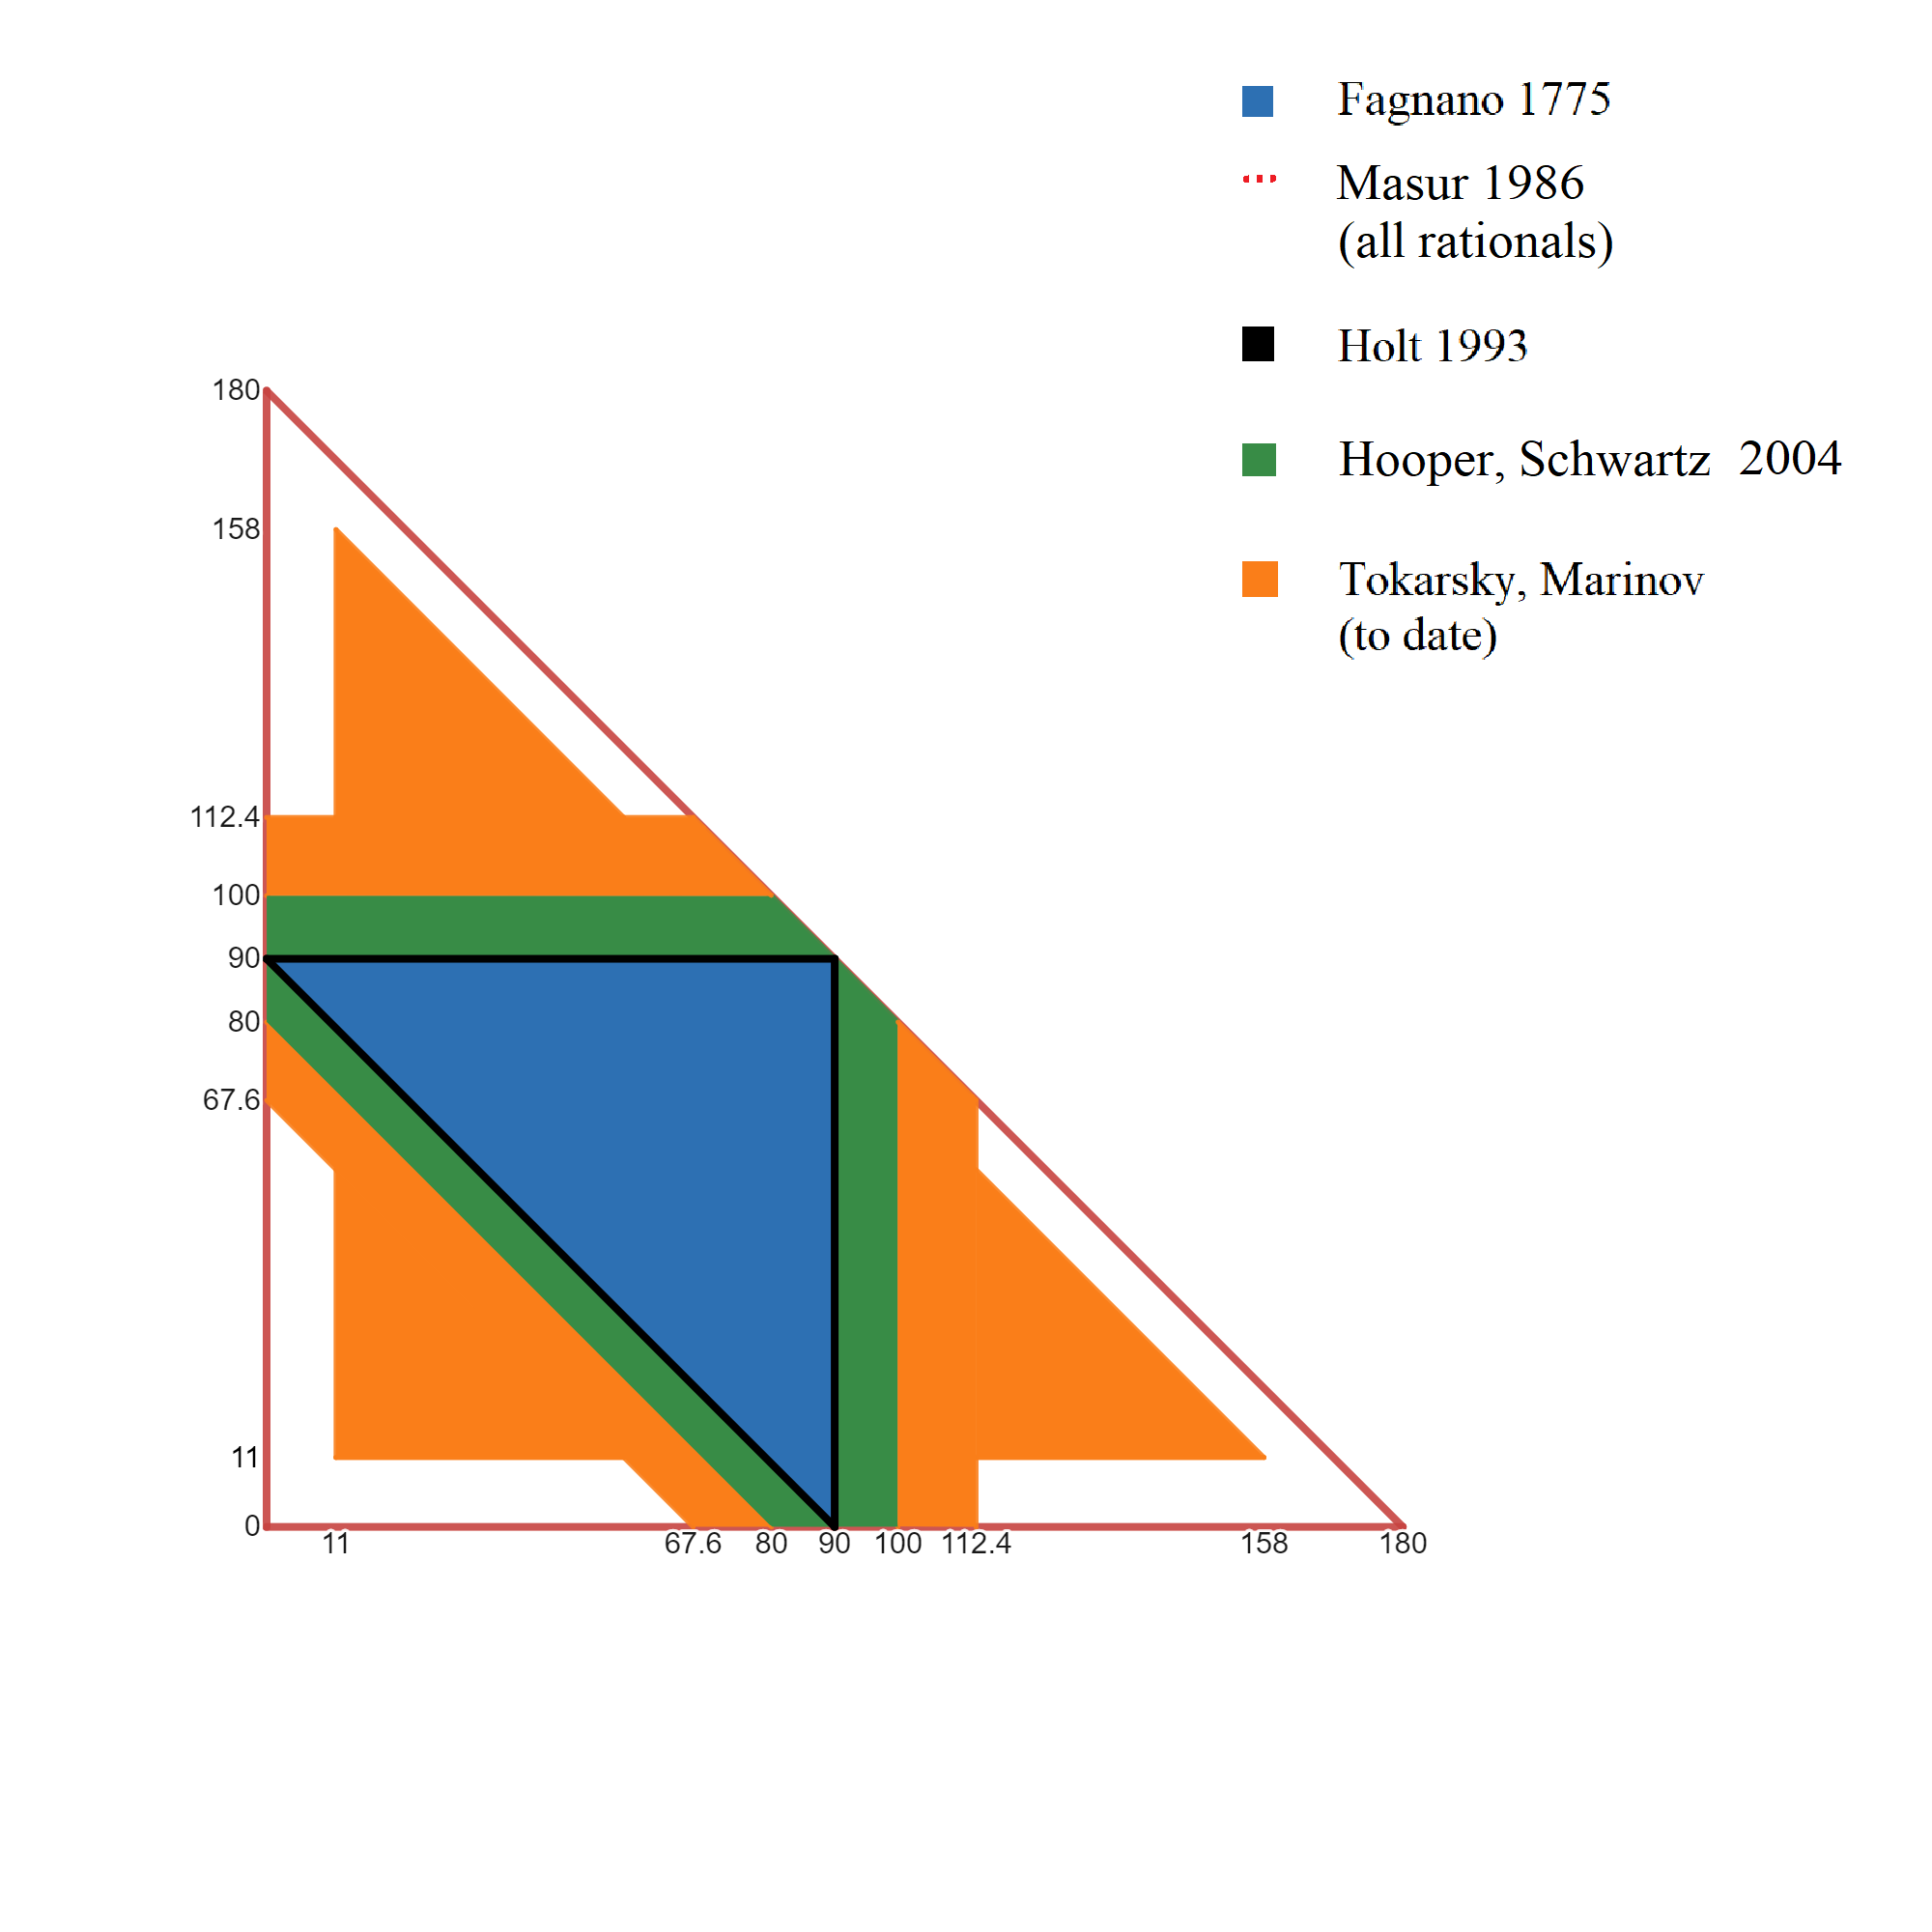 Fagnano 1775
Masur 1986
(all rationals)
Holt 1993
Hooper, Schwartz 2004
Tokarsky, Marinov
(to date)
180
158
112.4
100
90
80
67.6
11
0
11 67.6 80 90 100 112.4 158 180